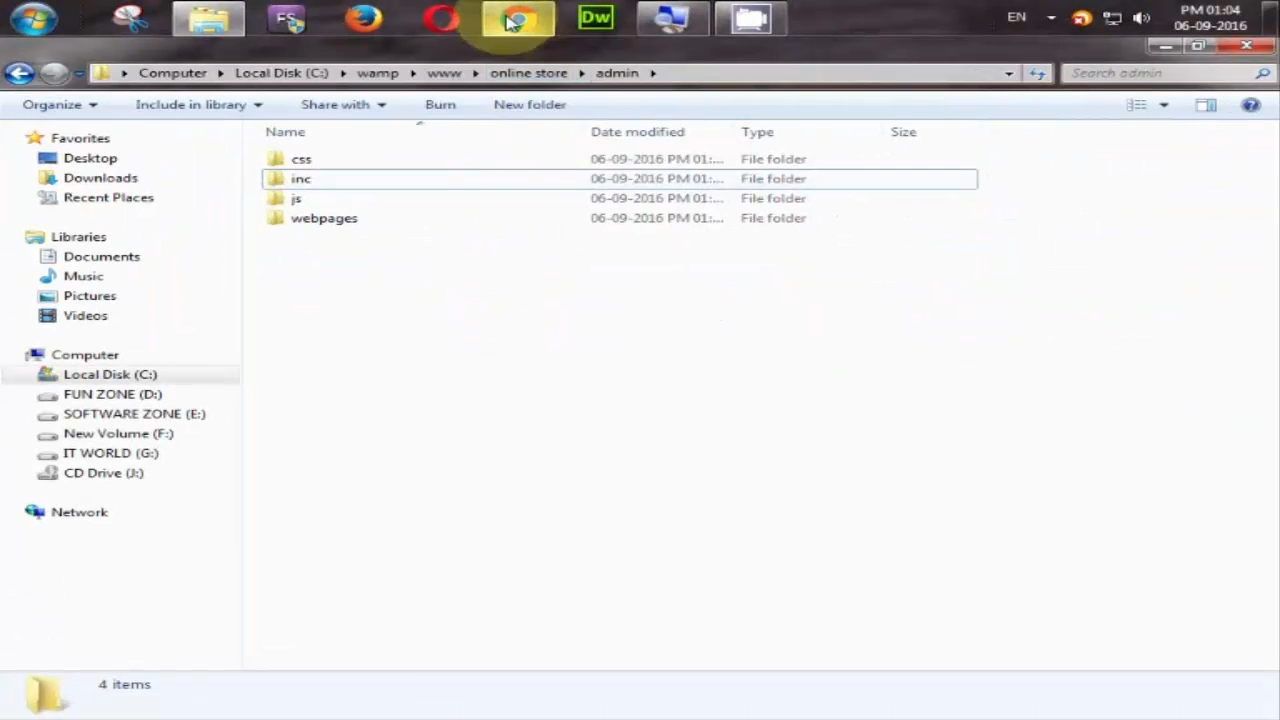 FS
Dw
EN
PM 01:04
06-09-2016
Computer Local Disk (C:) wamp www online store admin
Search admin
Organize Include in library Share with Burn New folder
Name Date modified Type Size
css 06-09-2016 PM 01:... File folder
inc 06-09-2016 PM 01:... File folder
js 06-09-2016 PM 01:... File folder
webpages 06-09-2016 PM 01:... File folder
Favorites
Desktop
Downloads
Recent Places
Libraries
Documents
Music
Pictures
Videos
Computer
Local Disk (C:)
FUN ZONE (D:)
SOFTWARE ZONE (E:)
New Volume (F:)
IT WORLD (G:)
CD Drive (J:)
Network
4 items